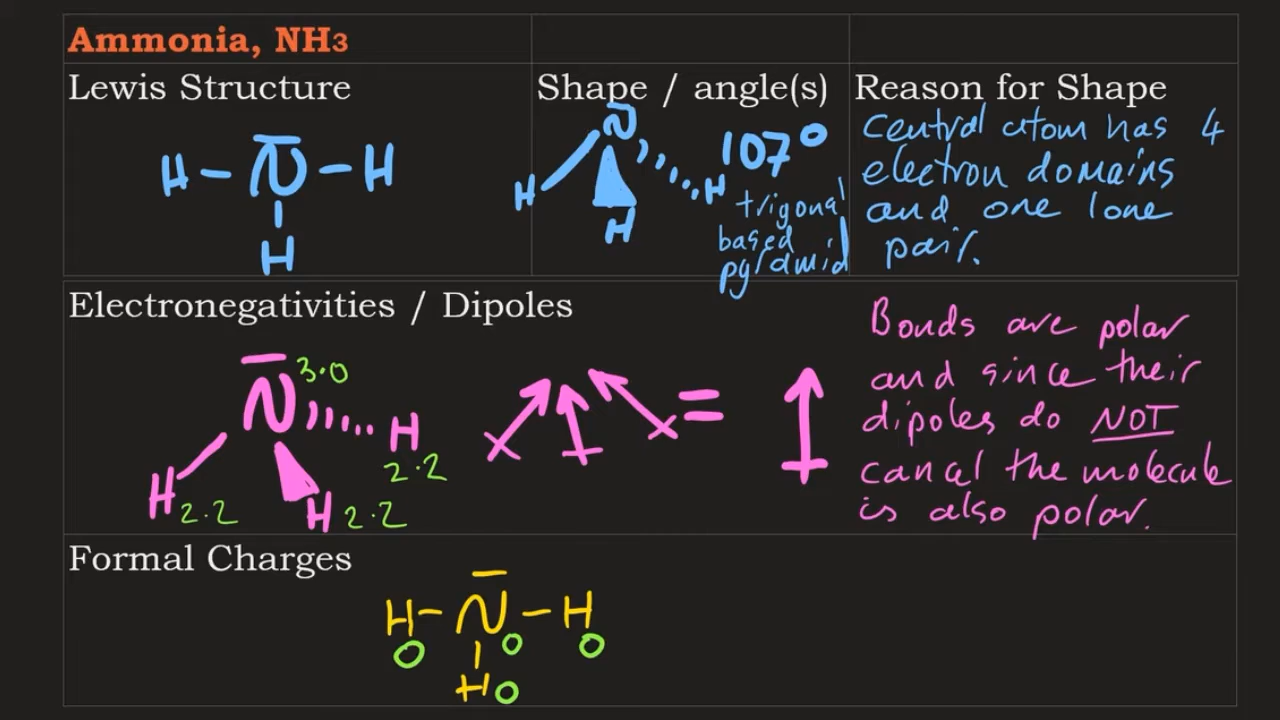 Ammonia, NH3
Lewis Structure
H - N - H
H
Shape / angle(s)
N
H
H
H
107°
trigonal
based
pyramid
Reason for Shape
Central atom has 4
electron domains
and one lone
pair.
Electronegativities / Dipoles
N 3.0
H 2.2
H 2.2
H 2.2
=
Bonds are polar
and since their
dipoles do NOT
cancel the molecule
is also polar.
Formal Charges
H - N - H
0 0 0
H 0